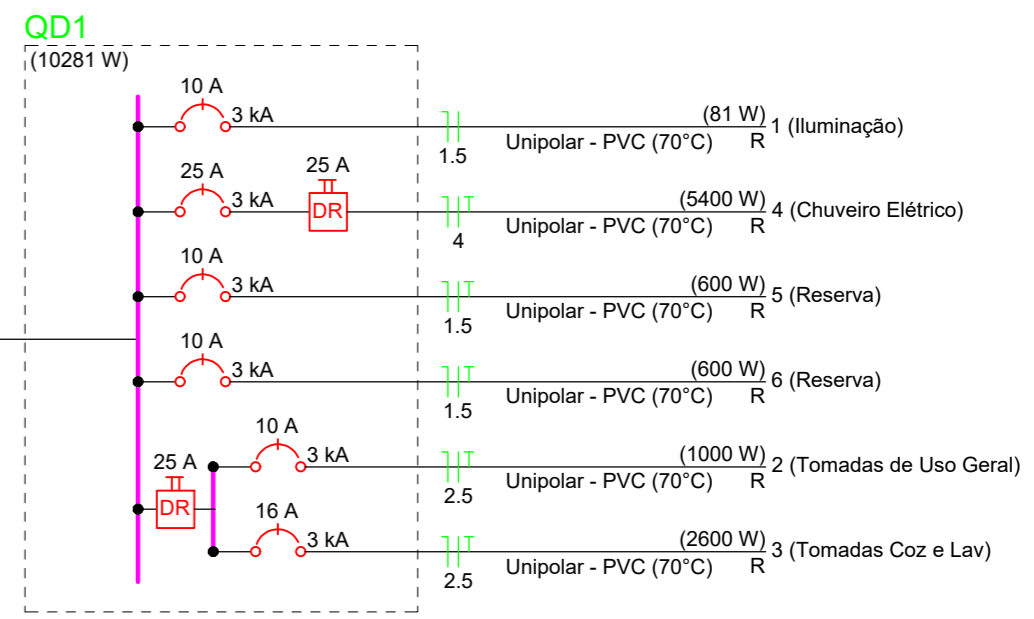 QD1
(10281 W)
10 A
3 kA
1.5
Unipolar - PVC (70°C)
(81 W)
R
1 (Iluminação)
25 A
3 kA
25 A
DR
4
Unipolar - PVC (70°C)
(5400 W)
R
4 (Chuveiro Elétrico)
10 A
3 kA
1.5
Unipolar - PVC (70°C)
(600 W)
R
5 (Reserva)
10 A
3 kA
1.5
Unipolar - PVC (70°C)
(600 W)
R
6 (Reserva)
25 A
DR
10 A
3 kA
2.5
Unipolar - PVC (70°C)
(1000 W)
R
2 (Tomadas de Uso Geral)
16 A
3 kA
2.5
Unipolar - PVC (70°C)
(2600 W)
R
3 (Tomadas Coz e Lav)